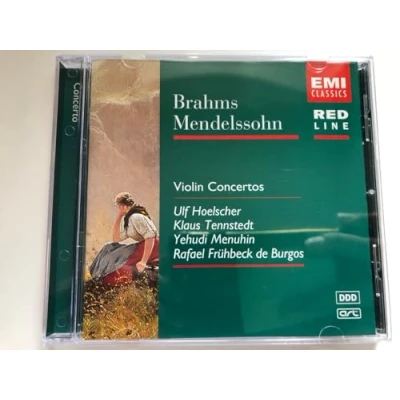 Concerto
Brahms
Mendelssohn
EMI
CLASSICS
RED
LINE
Violin Concertos
Ulf Hoelscher
Klaus Tennstedt
Yehudi Menuhin
Rafael Frühbeck de Burgos
DDD
art